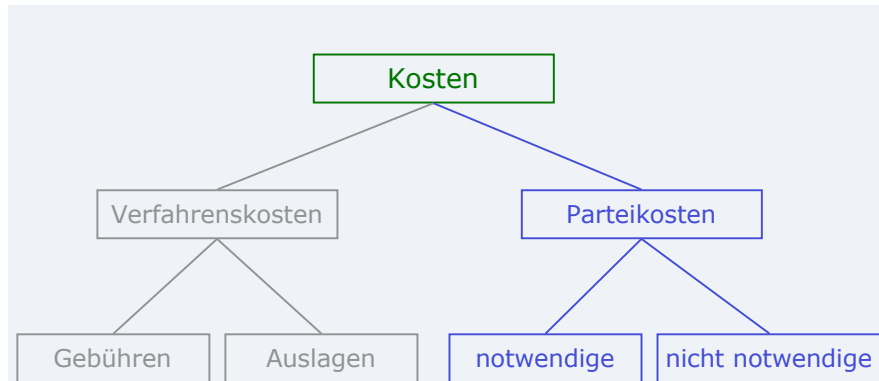 Kosten
Verfahrenskosten
Parteikosten
Gebühren
Auslagen
notwendige
nicht notwendige